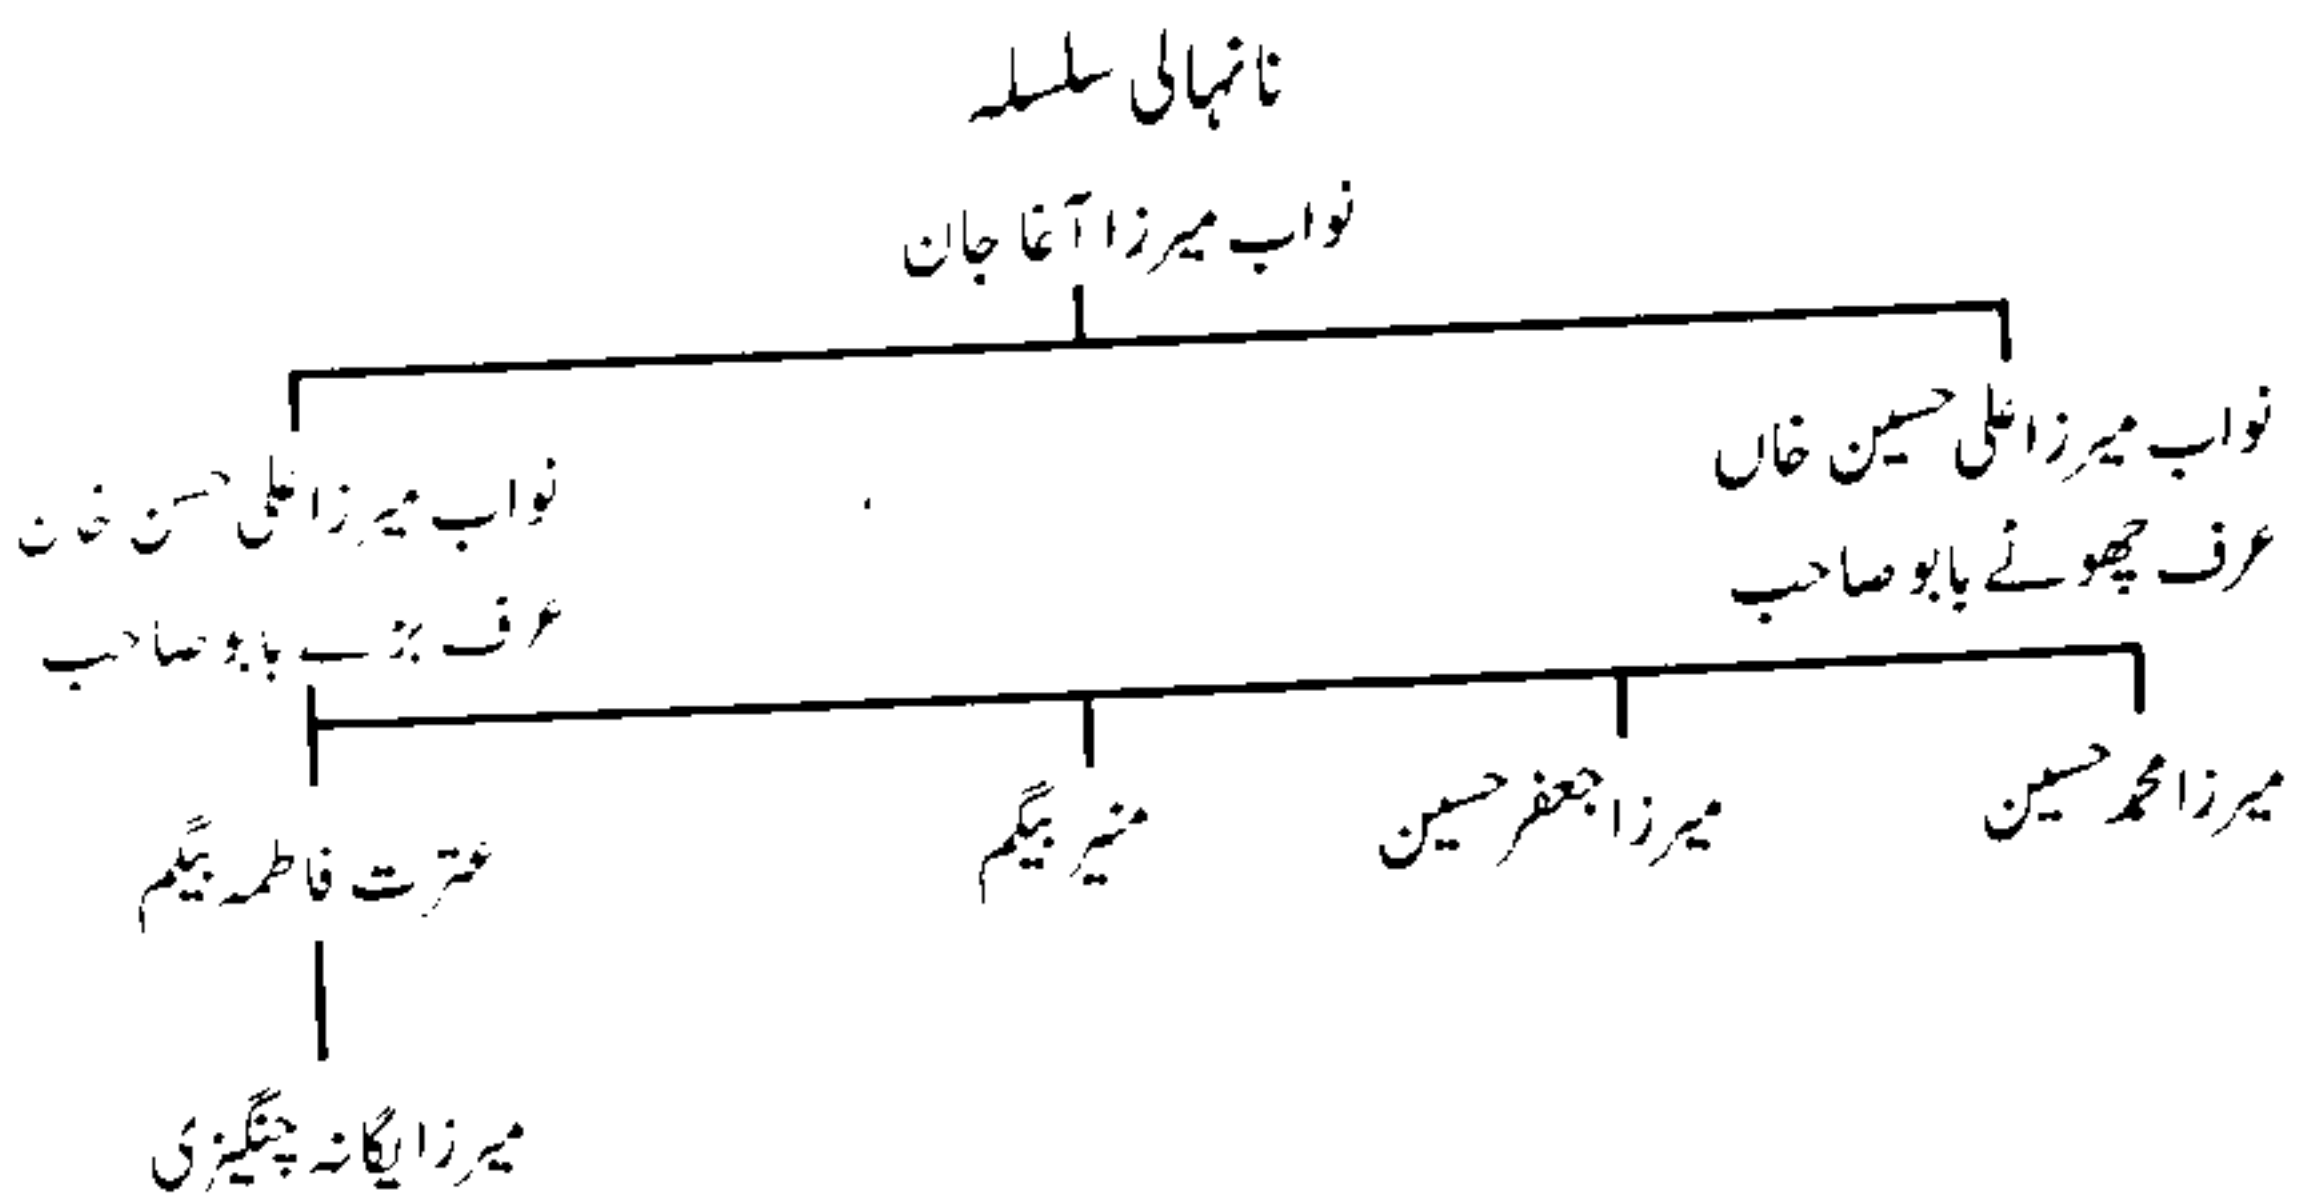 نانہالی سلسلہ
نواب میرزا آغا جان
نواب میرزا علی حسین خاں
عرف چھوٹے بابو صاحب
نواب میرزا علی حسن خان
عرف بڑے بابو صاحب
میرزا محمد حسین
میرزا جعفر حسین
منیر بیگم
عترت فاطمہ بیگم
میرزا یگانہ چنگیزی